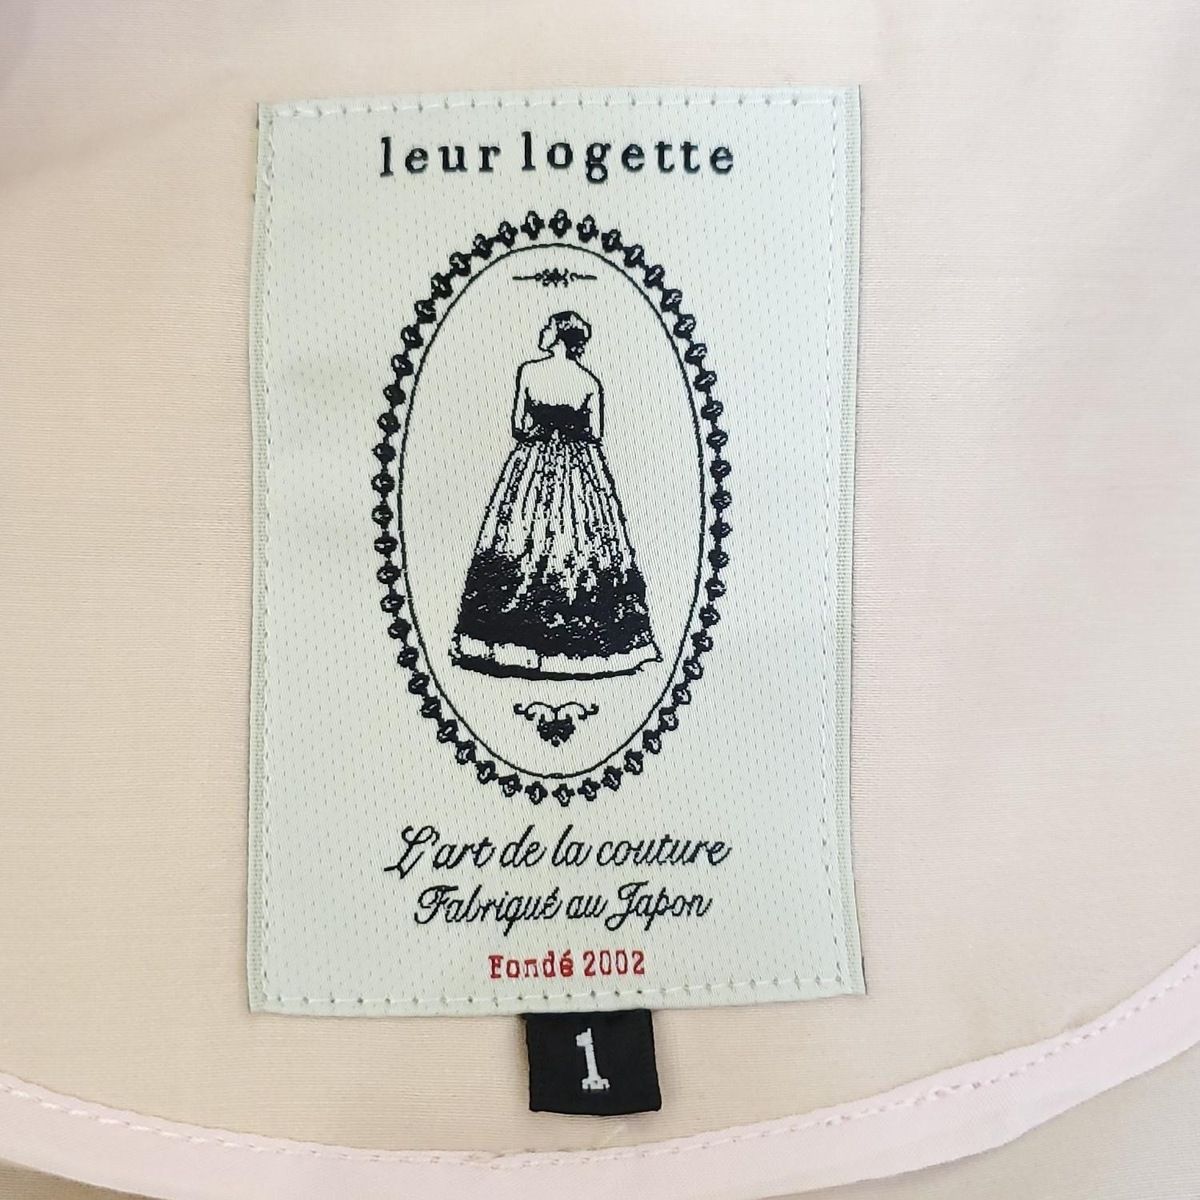 leur logette
L'art de la couture
Fabriqué au Japon
Fondé 2002
1